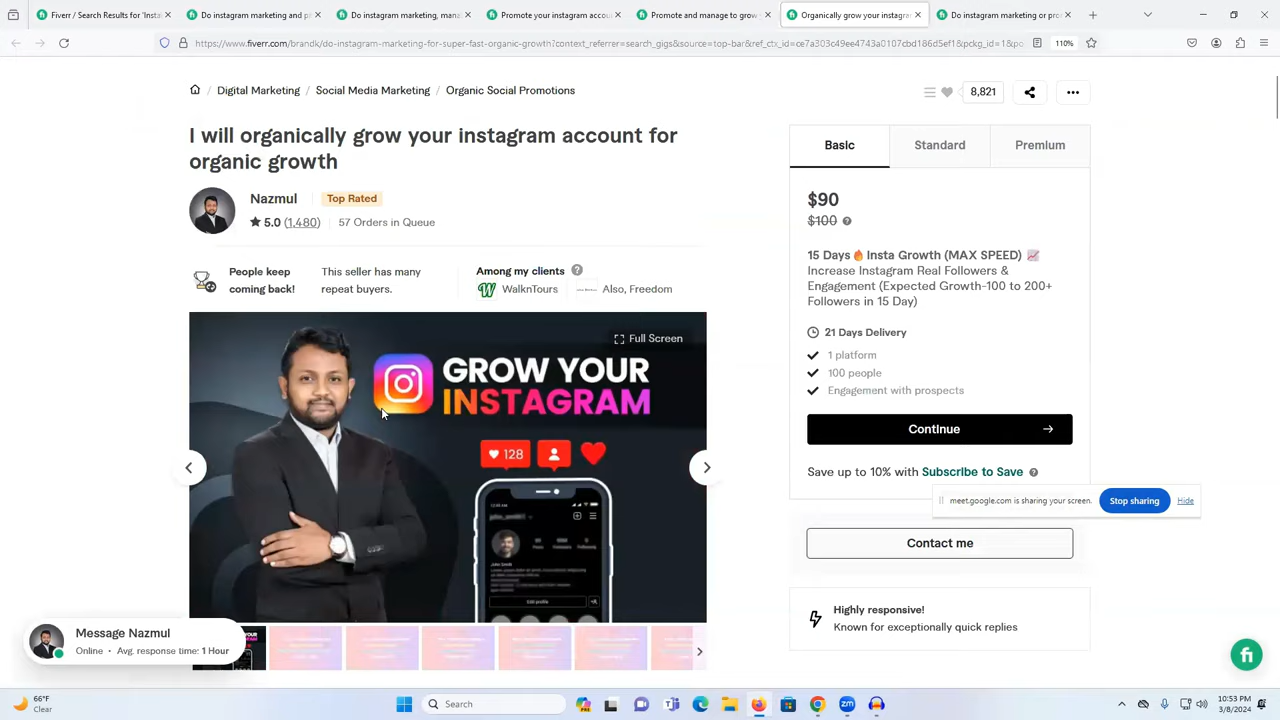 Fiverr / Search Results for 'Insta
Do instagram marketing and p
Do instagram marketing, mana
Promote your instagram accou
Promote and manage to grow
Organically grow your instagra
Do instagram marketing or pro
https://www.fiverr.com/brandk/do-instagram-marketing-for-super-fast-organic-growth?context_referrer=search_gigs&source=top-bar&ref_ctx_id=ce7a303c49ee4743a0107cbd186d5ef1&pckg_id=1&po
110%
/ Digital Marketing / Social Media Marketing / Organic Social Promotions
8,821
I will organically grow your instagram account for
organic growth
Nazmul
Top Rated
5.0 (1,480)
57 Orders in Queue
People keep
coming back!
This seller has many
repeat buyers.
Among my clients
WalknTours
Also, Freedom
Full Screen
GROW YOUR
INSTAGRAM
128
John Smith
Edit profile
Message Nazmul
Online • Avg. response time: 1 Hour
Basic
Standard
Premium
$90
$100
15 Days🔥Insta Growth (MAX SPEED) 📈
Increase Instagram Real Followers &
Engagement (Expected Growth-100 to 200+
Followers in 15 Day)
21 Days Delivery
1 platform
100 people
Engagement with prospects
Continue
Save up to 10% with Subscribe to Save
meet.google.com is sharing your screen.
Stop sharing
Hide
Contact me
Highly responsive!
Known for exceptionally quick replies
fi
66°F
Clear
Search
zm